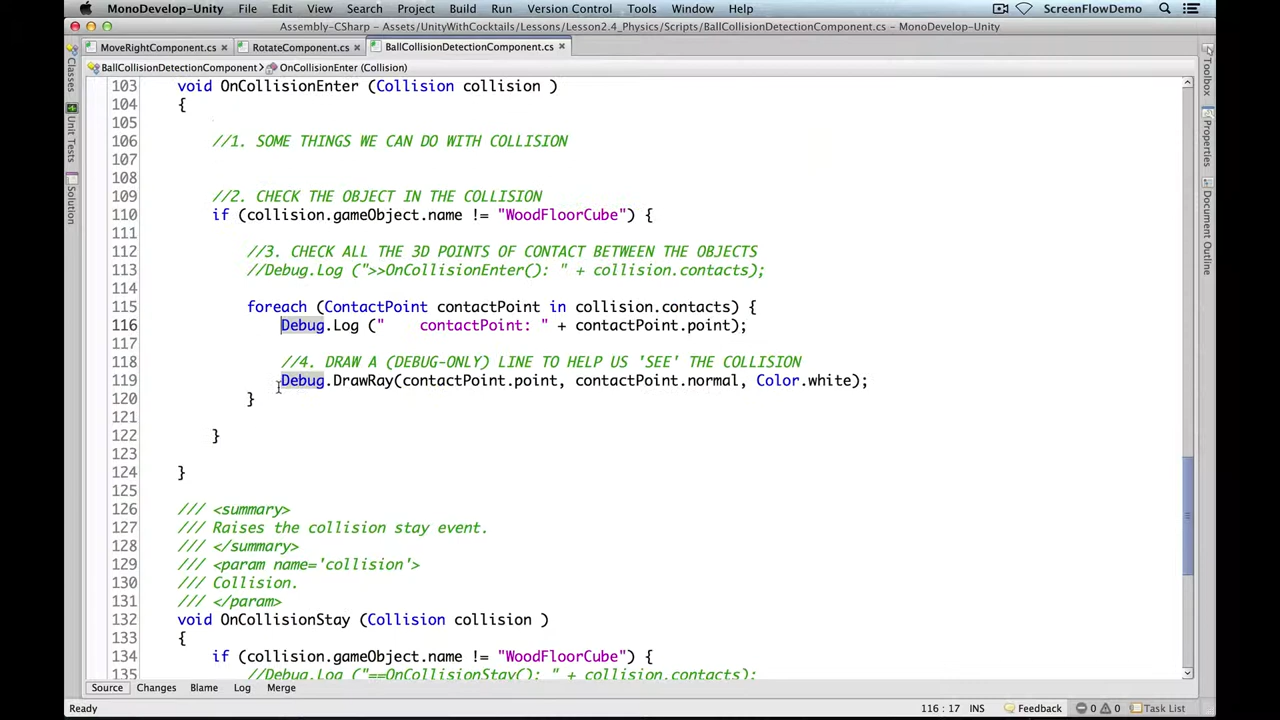 MonoDevelop-Unity File Edit View Search Project Build Run Version Control Tools Window Help ScreenFlowDemo
Assembly-CSharp – Assets/UnityWithCocktails/Lessons/Lesson2.4_Physics/Scripts/BallCollisionDetectionComponent.cs – MonoDevelop-Unity
MoveRightComponent.cs RotateComponent.cs BallCollisionDetectionComponent.cs
BallCollisionDetectionComponent OnCollisionEnter (Collision)
Classes
Unit Tests
Solution
103 void OnCollisionEnter (Collision collision )
104 {
105
106 //1. SOME THINGS WE CAN DO WITH COLLISION
107
108
109 //2. CHECK THE OBJECT IN THE COLLISION
110 if (collision.gameObject.name != "WoodFloorCube") {
111
112 //3. CHECK ALL THE 3D POINTS OF CONTACT BETWEEN THE OBJECTS
113 //Debug.Log (">>OnCollisionEnter(): " + collision.contacts);
114
115 foreach (ContactPoint contactPoint in collision.contacts) {
116 Debug.Log ("    contactPoint: " + contactPoint.point);
117
118 //4. DRAW A (DEBUG-ONLY) LINE TO HELP US 'SEE' THE COLLISION
119 Debug.DrawRay(contactPoint.point, contactPoint.normal, Color.white);
120 }
121
122 }
123
124 }
125
126 /// <summary>
127 /// Raises the collision stay event.
128 /// </summary>
129 /// <param name='collision'>
130 /// Collision.
131 /// </param>
132 void OnCollisionStay (Collision collision )
133 {
134 if (collision.gameObject.name != "WoodFloorCube") {
135 //Debug.Log ("==OnCollisionStay(): " + collision.contacts);
Toolbox
Properties
Document Outline
Source Changes Blame Log Merge
Ready 116 : 17 INS Feedback 0 0 Task List